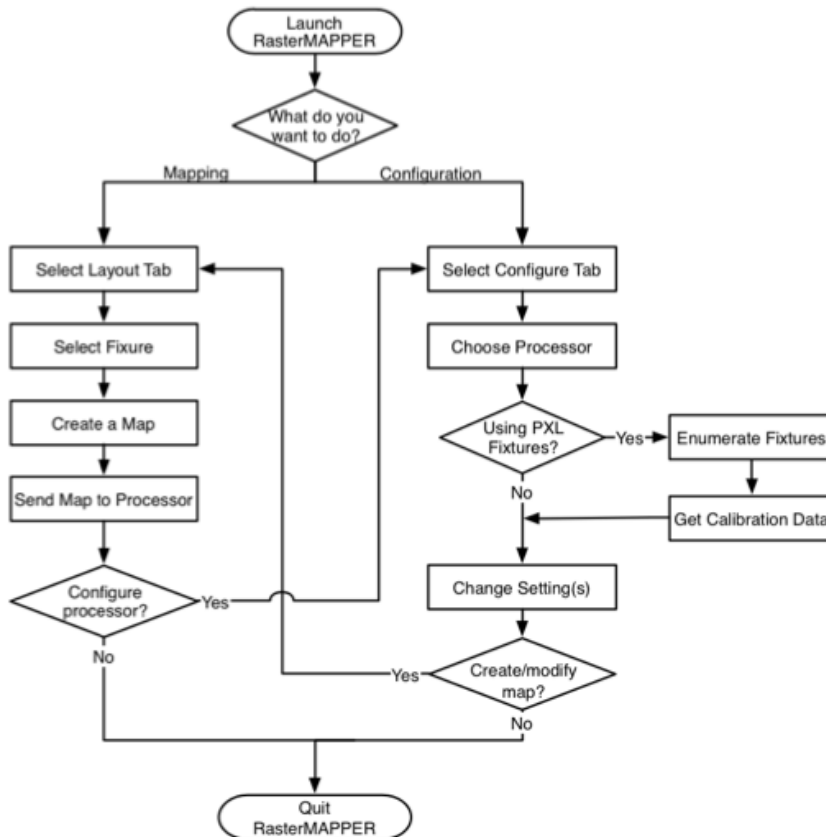 Launch
RasterMAPPER
What do you
want to do?
Mapping
Configuration
Select Layout Tab
Select Configure Tab
Select Fixure
Choose Processor
Create a Map
Using PXL
Fixtures?
Yes
Enumerate Fixtures
No
Send Map to Processor
Get Calibration Data
Configure
processor?
Yes
Change Setting(s)
No
Yes
Create/modify
map?
No
Quit
RasterMAPPER